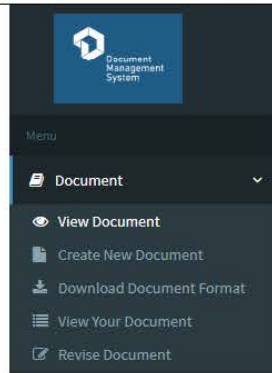 Document
Management
System
Menu
Document
View Document
Create New Document
Download Document Format
View Your Document
Revise Document